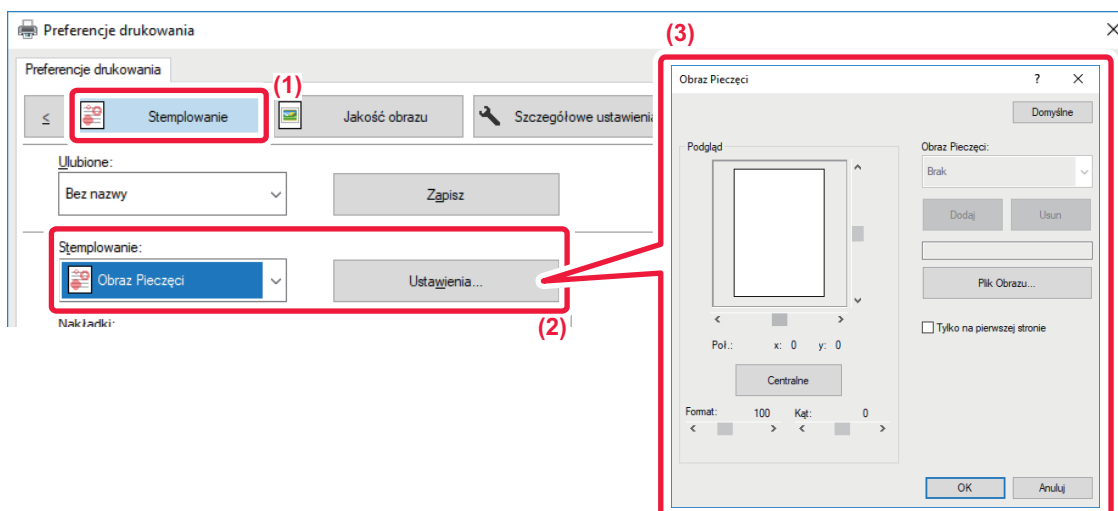 Preferencje drukowania
Preferencje drukowania
(1)
≤ Stemplowanie Jakość obrazu Szczegółowe ustawienia
Ulubione:
Bez nazwy Zapisz
Stemplowanie:
Obraz Pieczęci Ustawienia...
Nakładki:
(2)
(3)
Obraz Pieczęci ? X
Domyślne
Podgląd
Obraz Pieczęci:
Brak
Dodaj Usun
Plik Obrazu...
Tylko na pierwszej stronie
Poł.: x: 0 y: 0
Centralne
Format: 100 Kąt: 0
OK Anuluj